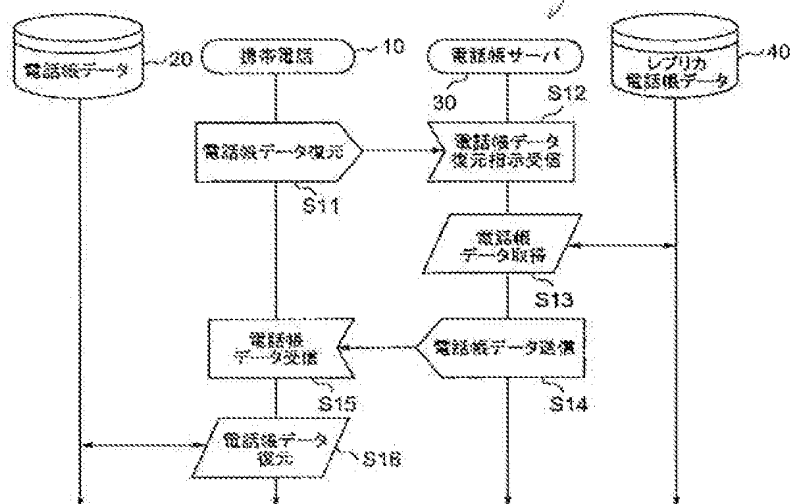 電話帳データ
20
携帯電話
10
電話帳サーバ
30
レプリカ
電話帳データ
40
電話帳データ復元
S11
S12
電話帳データ
復元指示受信
電話帳
データ取得
S13
電話帳データ送信
S14
電話帳
データ受信
S15
電話帳データ
復元
S16